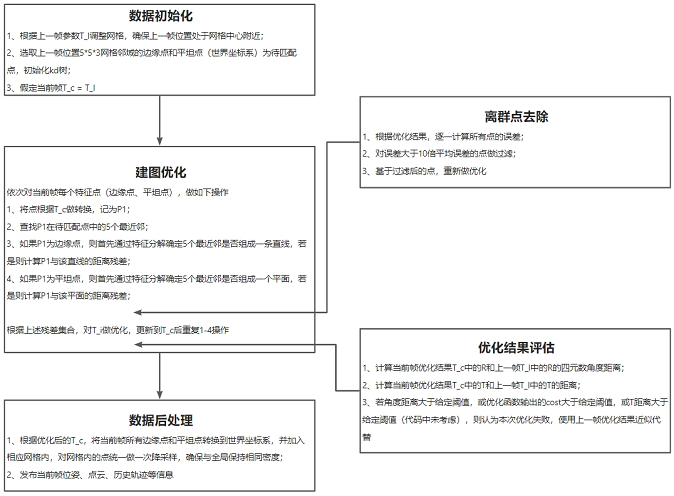 数据初始化
1、根据上一帧参数T_l调整网格，确保上一帧位置处于网格中心附近；
2、选取上一帧位置5*5*3网格邻域的边缘点和平坦点（世界坐标系）为待匹配
点，初始化kd树；
3、假定当前帧T_c = T_l
建图优化
依次对当前帧每个特征点（边缘点、平坦点），做如下操作
1、将点根据T_c做转换，记为P1；
2、查找P1在待匹配点中的5个最近邻；
3、如果P1为边缘点，则首先通过特征分解确定5个最近邻是否组成一条直线，若
是则计算P1与该直线的距离残差；
4、如果P1为平坦点，则首先通过特征分解确定5个最近邻是否组成一个平面，若
是则计算P1与该平面的距离残差；
根据上述残差集合，对T_i做优化，更新到T_c后重复1-4操作
数据后处理
1、根据优化后的T_c，将当前帧所有边缘点和平坦点转换到世界坐标系，并加入
相应网格内，对网格内的点统一做一次降采样，确保与全局保持相同密度；
2、发布当前帧位姿、点云、历史轨迹等信息
离群点去除
1、根据优化结果，逐一计算所有点的误差；
2、对误差大于10倍平均误差的点做过滤；
3、基于过滤后的点，重新做优化
优化结果评估
1、计算当前帧优化结果T_c中的R和上一帧T_l中的R的四元数角度距离；
2、计算当前帧优化结果T_c中的T和上一帧T_l中的T的距离；
3、若角度距离大于给定阈值，或优化函数输出的cost大于给定阈值，或T距离大于
给定阈值（代码中未考虑），则认为本次优化失败，使用上一帧优化结果近似代
替